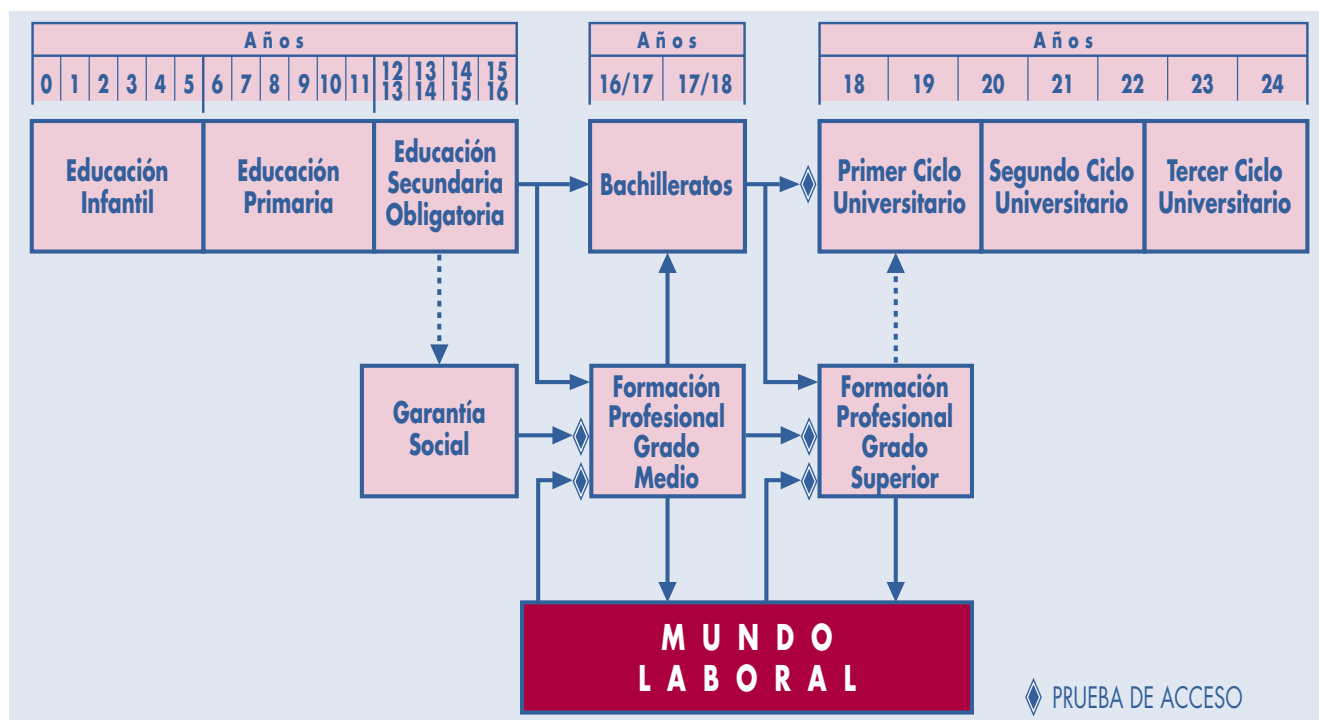 Años
0 1 2 3 4 5 6 7 8 9 10 11 12 13 14 15
13 14 15 16
Años
16/17 17/18
Años
18 19 20 21 22 23 24
Educación
Infantil
Educación
Primaria
Educación
Secundaria
Obligatoria
Bachilleratos
Primer Ciclo
Universitario
Segundo Ciclo
Universitario
Tercer Ciclo
Universitario
Garantía
Social
Formación
Profesional
Grado
Medio
Formación
Profesional
Grado
Superior
MUNDO
LABORAL
PRUEBA DE ACCESO